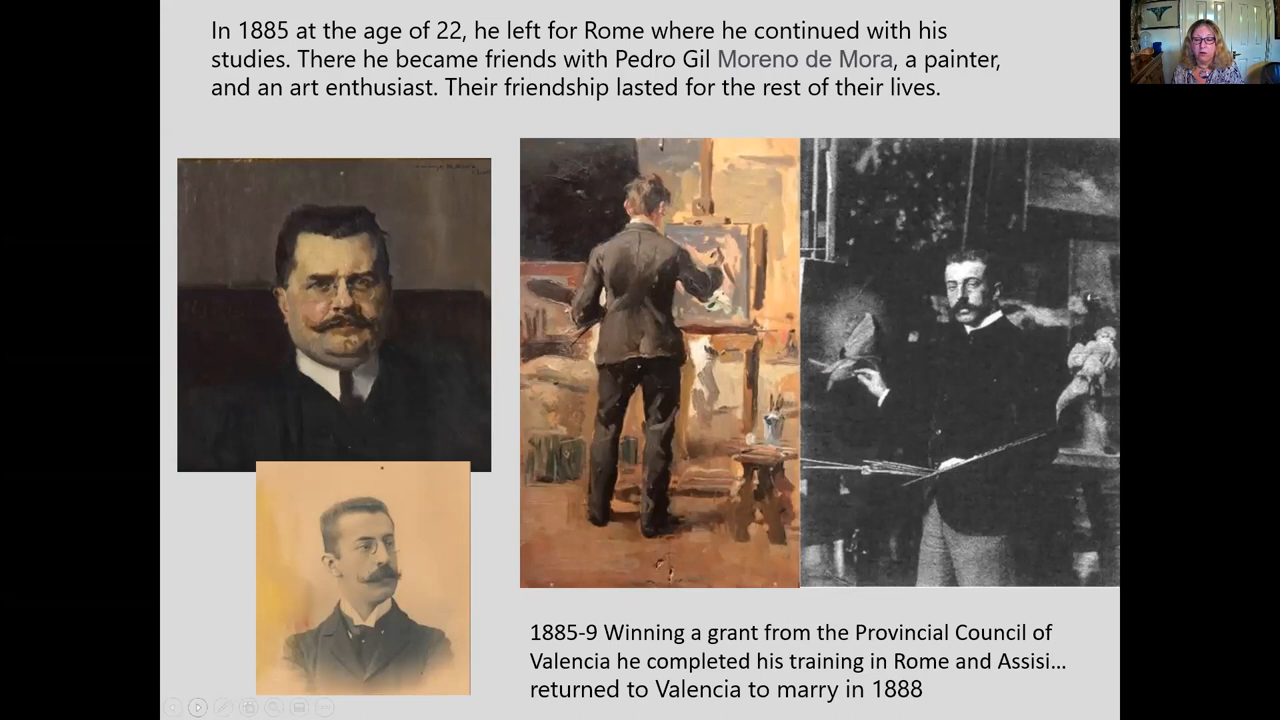 In 1885 at the age of 22, he left for Rome where he continued with his
studies. There he became friends with Pedro Gil Moreno de Mora, a painter,
and an art enthusiast. Their friendship lasted for the rest of their lives.
1885-9 Winning a grant from the Provincial Council of
Valencia he completed his training in Rome and Assisi...
returned to Valencia to marry in 1888